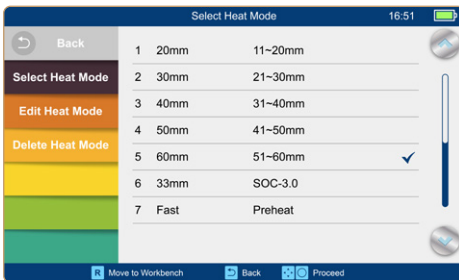 Select Heat Mode 16:51
Back
Select Heat Mode
Edit Heat Mode
Delete Heat Mode
1 20mm 11~20mm
2 30mm 21~30mm
3 40mm 31~40mm
4 50mm 41~50mm
5 60mm 51~60mm
6 33mm SOC-3.0
7 Fast Preheat
R Move to Workbench Back Proceed